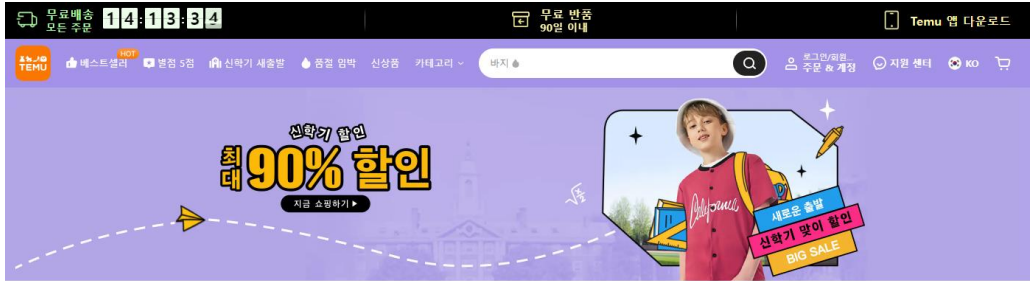 무료배송
모든 주문
14:13:34
무료 반품
90일 이내
Temu 앱 다운로드
TEMU
베스트셀러
HOT
별점 5점
신학기 새출발
품절 임박
신상품
카테고리
바지
로그인/회원...
주문 & 계정
지원 센터
KO
신학기 할인
최대
90% 할인
지금 쇼핑하기
California
새로운 출발
신학기 맞이 할인
BIG SALE